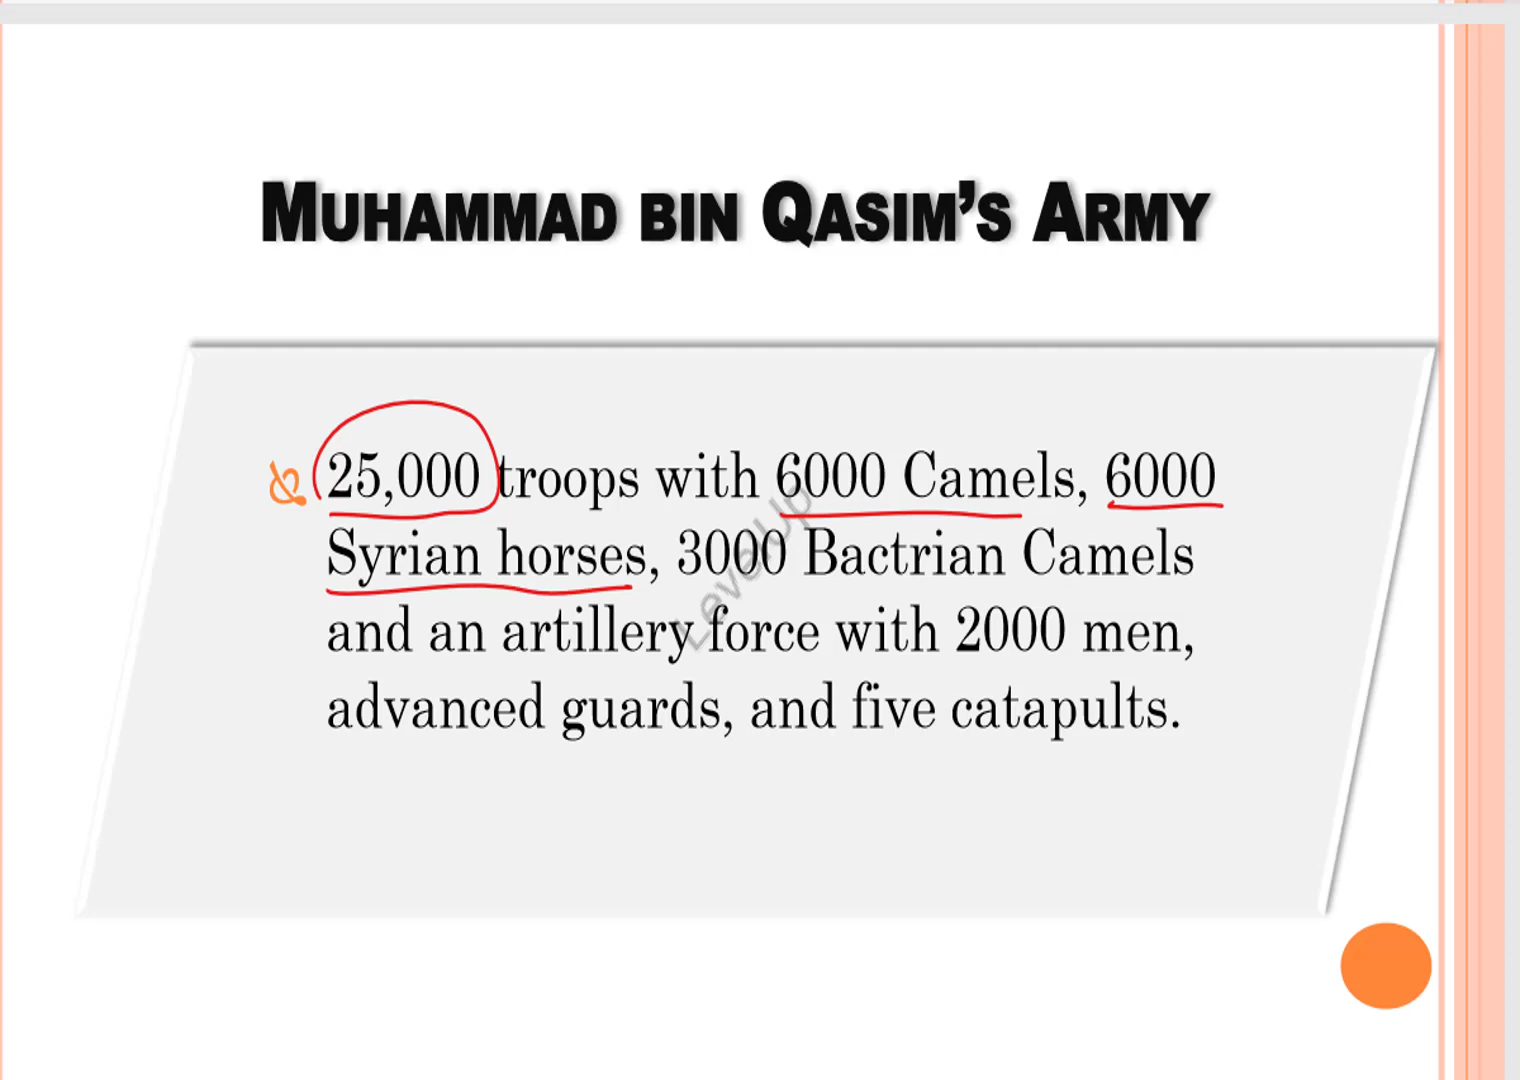 MUHAMMAD BIN QASIM'S ARMY
25,000 troops with 6000 Camels, 6000
Syrian horses, 3000 Bactrian Camels
and an artillery force with 2000 men,
advanced guards, and five catapults.
LevelUp